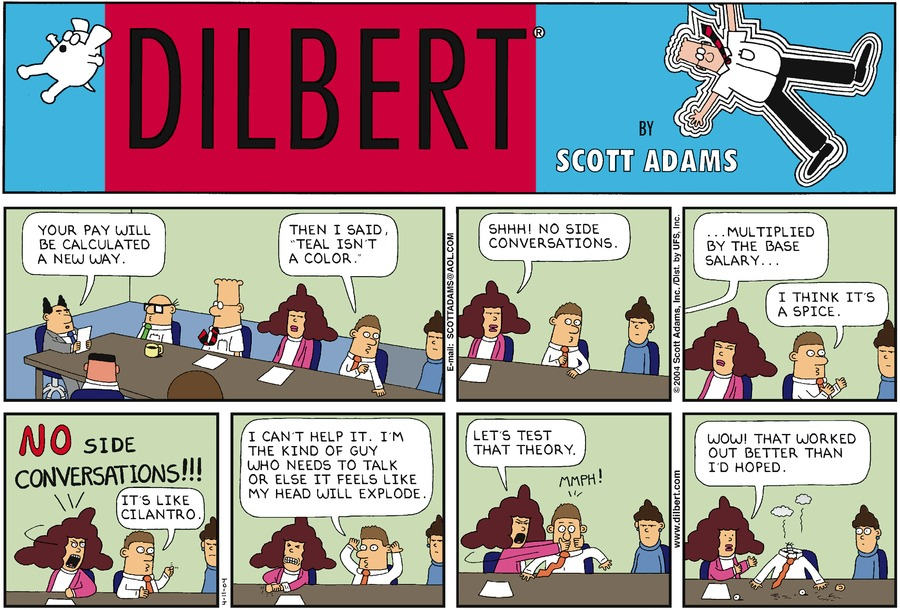 DILBERT®
BY
SCOTT ADAMS
YOUR PAY WILL
BE CALCULATED
A NEW WAY.
THEN I SAID,
"TEAL ISN'T
A COLOR."
E-mail: SCOTTADAMS@AOL.COM
SHHH! NO SIDE
CONVERSATIONS.
© 2004 Scott Adams, Inc./Dist. by UFS, Inc.
...MULTIPLIED
BY THE BASE
SALARY...
I THINK IT'S
A SPICE.
NO SIDE
CONVERSATIONS!!!
IT'S LIKE
CILANTRO.
4-11-04
I CAN'T HELP IT. I'M
THE KIND OF GUY
WHO NEEDS TO TALK
OR ELSE IT FEELS LIKE
MY HEAD WILL EXPLODE.
LET'S TEST
THAT THEORY.
MMPH!
www.dilbert.com
WOW! THAT WORKED
OUT BETTER THAN
I'D HOPED.